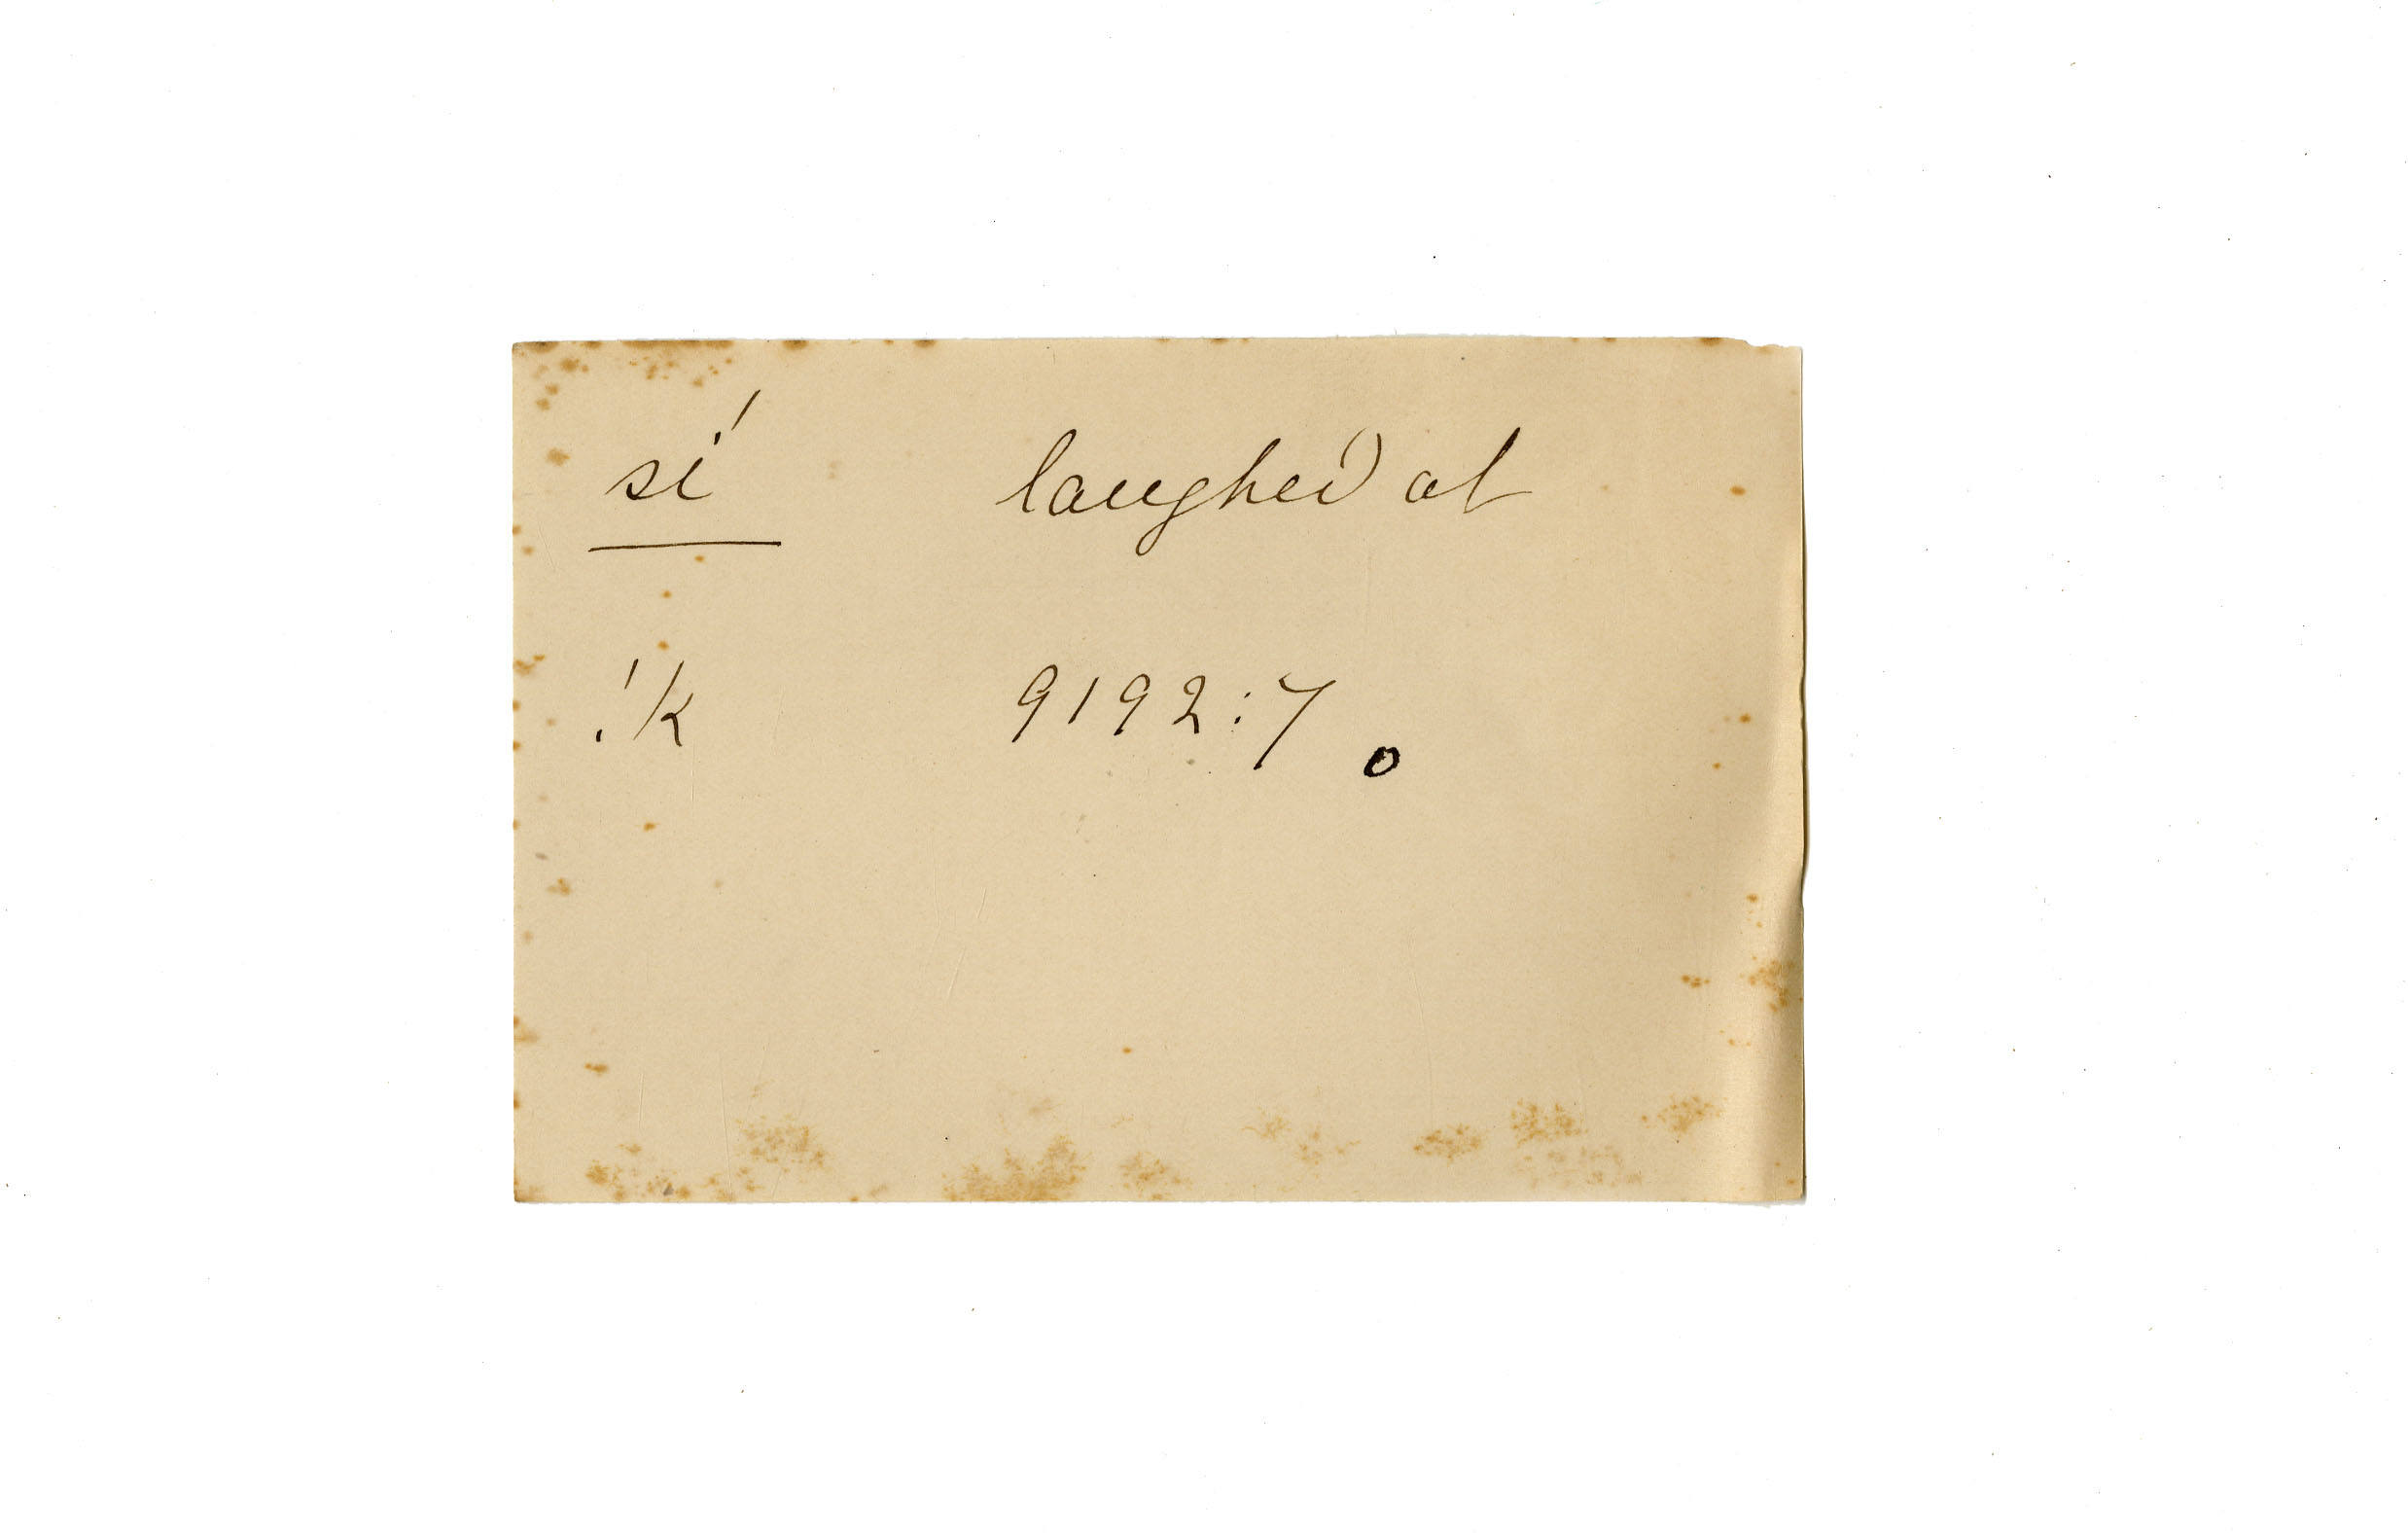 sí laughed at
!k 9192:7 o